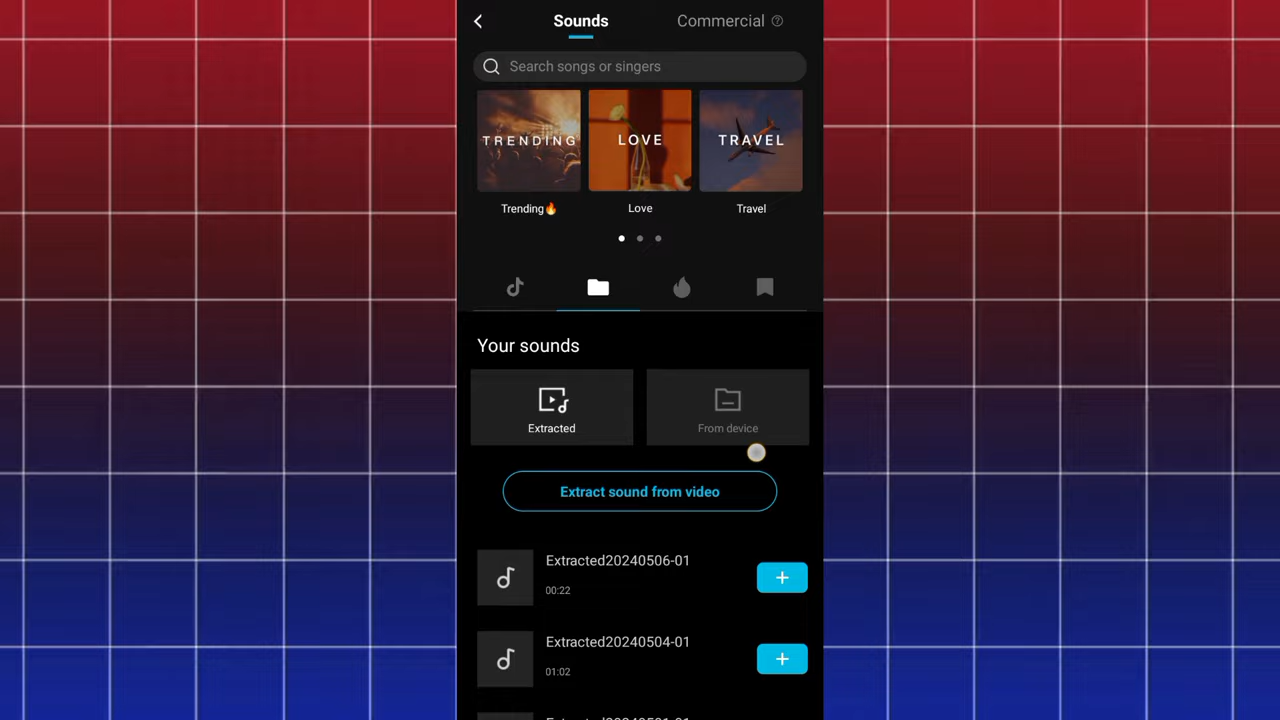 Sounds
Commercial
Search songs or singers
TRENDING
LOVE
TRAVEL
Trending🔥
Love
Travel
Your sounds
Extracted
From device
Extract sound from video
Extracted20240506-01
00:22
Extracted20240504-01
01:02